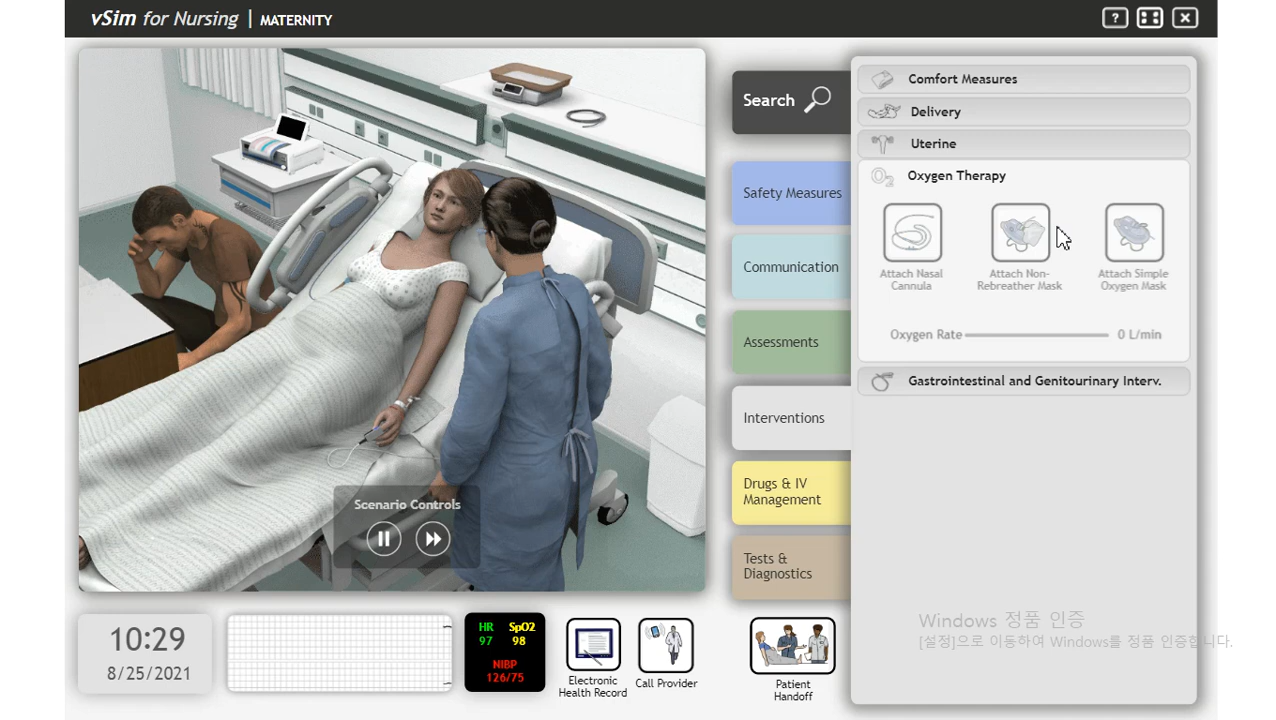 vSim for Nursing | MATERNITY
?
Search
Safety Measures
Communication
Assessments
Interventions
Drugs & IV
Management
Tests &
Diagnostics
Comfort Measures
Delivery
Uterine
O2 Oxygen Therapy
Attach Nasal
Cannula
Attach Non-
Rebreather Mask
Attach Simple
Oxygen Mask
Oxygen Rate 0 L/min
Gastrointestinal and Genitourinary Interv.
Scenario Controls
10:29
8/25/2021
HR SpO2
97 98
NIBP
126/75
Electronic
Health Record
Call Provider
Patient
Handoff
Windows 정품 인증
[설정]으로 이동하여 Windows를 정품 인증합니다.